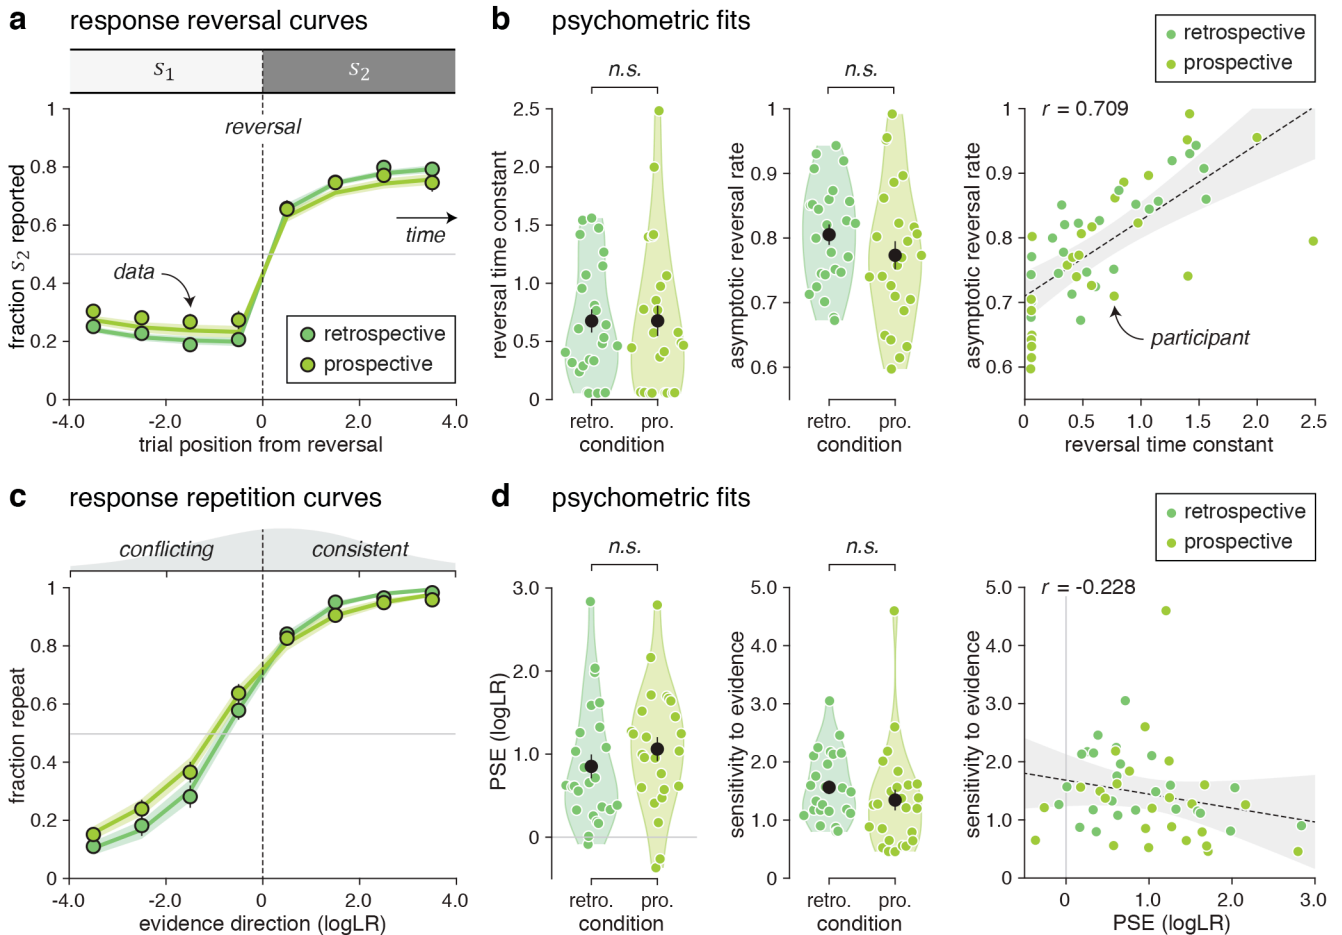 a response reversal curves
s1 s2
reversal
1
0.8
0.6
0.4
0.2
0
fraction s2 reported
data
time
retrospective
prospective
-4.0 -2.0 0 2.0 4.0
trial position from reversal
b psychometric fits
retrospective
prospective
n.s.
2.5
2.0
1.5
1.0
0.5
0
reversal time constant
retro. pro.
condition
n.s.
1
0.9
0.8
0.7
0.6
asymptotic reversal rate
retro. pro.
condition
r = 0.709
1
0.9
0.8
0.7
0.6
asymptotic reversal rate
participant
0 0.5 1.0 1.5 2.0 2.5
reversal time constant
c response repetition curves
conflicting consistent
1
0.8
0.6
0.4
0.2
0
fraction repeat
-4.0 -2.0 0.0 2.0 4.0
evidence direction (logLR)
d psychometric fits
retrospective
prospective
n.s.
3.0
2.0
1.0
0
PSE (logLR)
retro. pro.
condition
n.s.
5.0
4.0
3.0
2.0
1.0
0
sensitivity to evidence
retro. pro.
condition
r = -0.228
5.0
4.0
3.0
2.0
1.0
0
sensitivity to evidence
0 1.0 2.0 3.0
PSE (logLR)